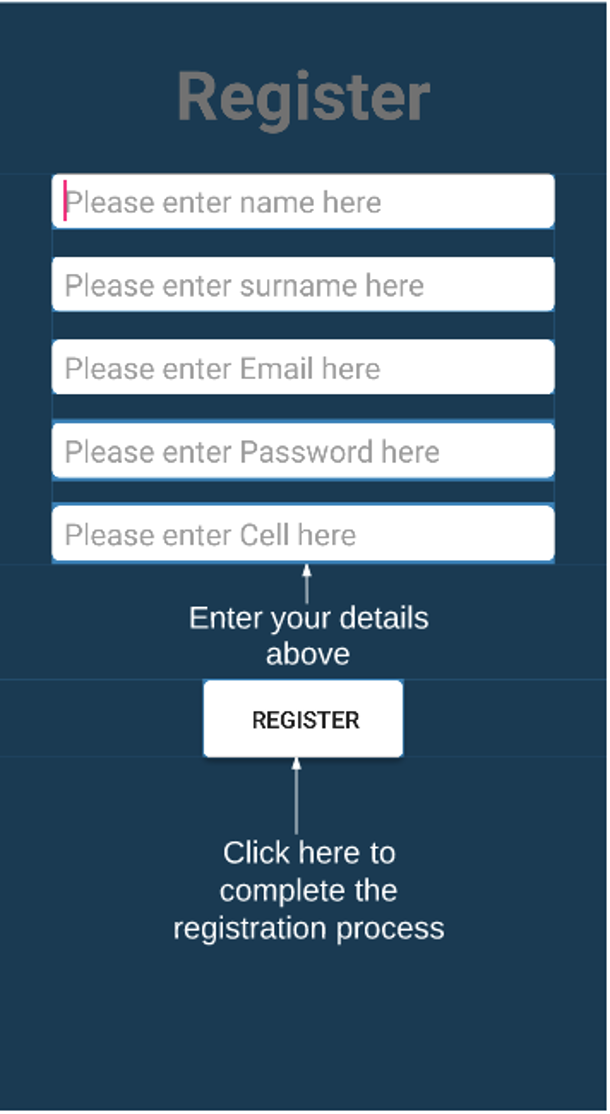 Register
Please enter name here
Please enter surname here
Please enter Email here
Please enter Password here
Please enter Cell here
Enter your details
above
REGISTER
Click here to
complete the
registration process